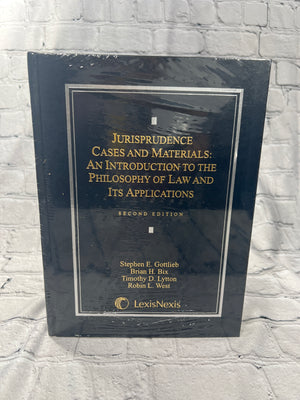 JURISPRUDENCE
CASES AND MATERIALS:
AN INTRODUCTION TO THE
PHILOSOPHY OF LAW AND
ITS APPLICATIONS
SECOND EDITION
Stephen E. Gottlieb
Brian H. Bix
Timothy D. Lytton
Robin L. West
LexisNexis